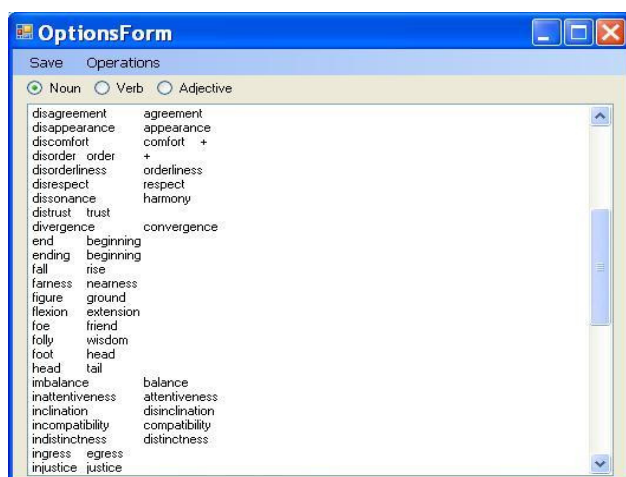 OptionsForm
Save Operations
Noun Verb Adjective
disagreement agreement
disappearance appearance
discomfort comfort +
disorder order +
disorderliness orderliness
disrespect respect
dissonance harmony
distrust trust
divergence convergence
end beginning
ending beginning
fall rise
farness nearness
figure ground
flexion extension
foe friend
folly wisdom
foot head
head tail
imbalance balance
inattentiveness attentiveness
inclination disinclination
incompatibility compatibility
indistinctness distinctness
ingress egress
injustice justice